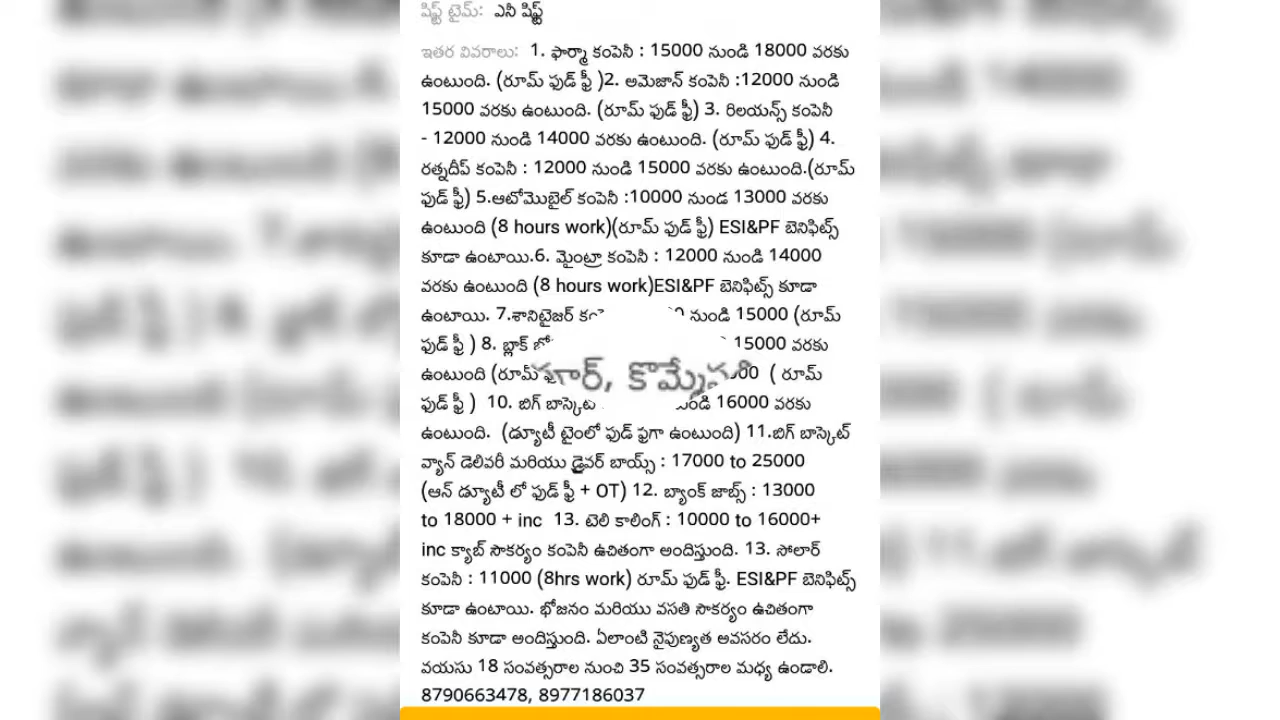 షిఫ్ట్ టైమ్: ఎనీ షిఫ్ట్
ఇతర వివరాలు: 1. ఫార్మా కంపెనీ : 15000 నుండి 18000 వరకు
ఉంటుంది. (రూమ్ ఫుడ్ ఫ్రీ )2. అమెజాన్ కంపెనీ :12000 నుండి
15000 వరకు ఉంటుంది. (రూమ్ ఫుడ్ ఫ్రీ) 3. రిలయన్స్ కంపెనీ
- 12000 నుండి 14000 వరకు ఉంటుంది. (రూమ్ ఫుడ్ ఫ్రీ) 4.
రత్నదీప్ కంపెనీ : 12000 నుండి 15000 వరకు ఉంటుంది.(రూమ్
ఫుడ్ ఫ్రీ) 5.ఆటోమొబైల్ కంపెనీ :10000 నుండ 13000 వరకు
ఉంటుంది (8 hours work)(రూమ్ ఫుడ్ ఫ్రీ) ESI&PF బెనిఫిట్స్
కూడా ఉంటాయి.6. మైంట్రా కంపెనీ : 12000 నుండి 14000
వరకు ఉంటుంది (8 hours work)ESI&PF బెనిఫిట్స్ కూడా
ఉంటాయి. 7.శానిటైజర్ నుండి 15000 (రూమ్
ఫుడ్ ఫ్రీ ) 8. బ్లాక్ 15000 వరకు
ఉంటుంది (రూమ్ ( రూమ్
ఫుడ్ ఫ్రీ ) 10. బిగ్ 16000 వరకు
ఉంటుంది. (డ్యూటీ టైంలో ఫుడ్ ఫ్రగా ఉంటుంది) 11.బిగ్ బాస్కెట్
వ్యాన్ డెలివరీ మరియు డ్రైవర్ బాయ్స్ : 17000 to 25000
(ఆన్ డ్యూటీ లో ఫుడ్ ఫ్రీ + OT) 12. బ్యాంక్ జాబ్స్ : 13000
to 18000 + inc 13. టెలి కాలింగ్ : 10000 to 16000+
inc క్యాబ్ సౌకర్యం కంపెనీ ఉచితంగా అందిస్తుంది. 13. సోలార్
కంపెనీ : 11000 (8hrs work) రూమ్ ఫుడ్ ఫ్రీ. ESI&PF బెనిఫిట్స్
కూడా ఉంటాయి. భోజనం మరియు వసతి సౌకర్యం ఉచితంగా
కంపెనీ కూడా అందిస్తుంది. ఏలాంటి నైపుణ్యత అవసరం లేదు.
వయసు 18 సంవత్సరాల నుంచి 35 సంవత్సరాల మధ్య ఉండాలి.
8790663478, 8977186037